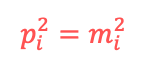 $p_i^2 = m_i^2$